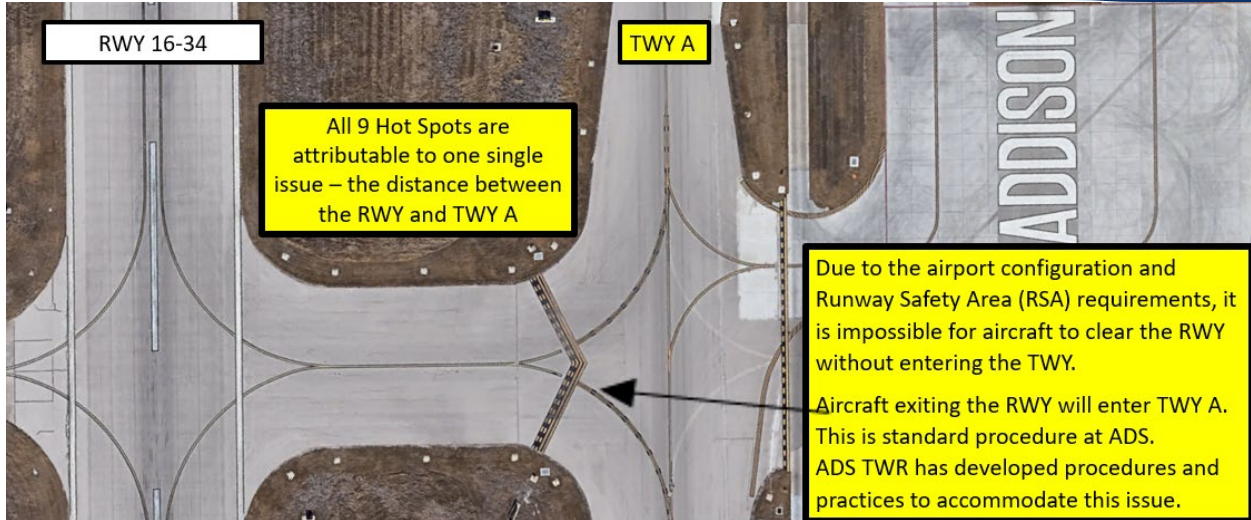 RWY 16-34
TWY A
ADDISON
All 9 Hot Spots are
attributable to one single
issue – the distance between
the RWY and TWY A
Due to the airport configuration and
Runway Safety Area (RSA) requirements, it
is impossible for aircraft to clear the RWY
without entering the TWY.
Aircraft exiting the RWY will enter TWY A.
This is standard procedure at ADS.
ADS TWR has developed procedures and
practices to accommodate this issue.